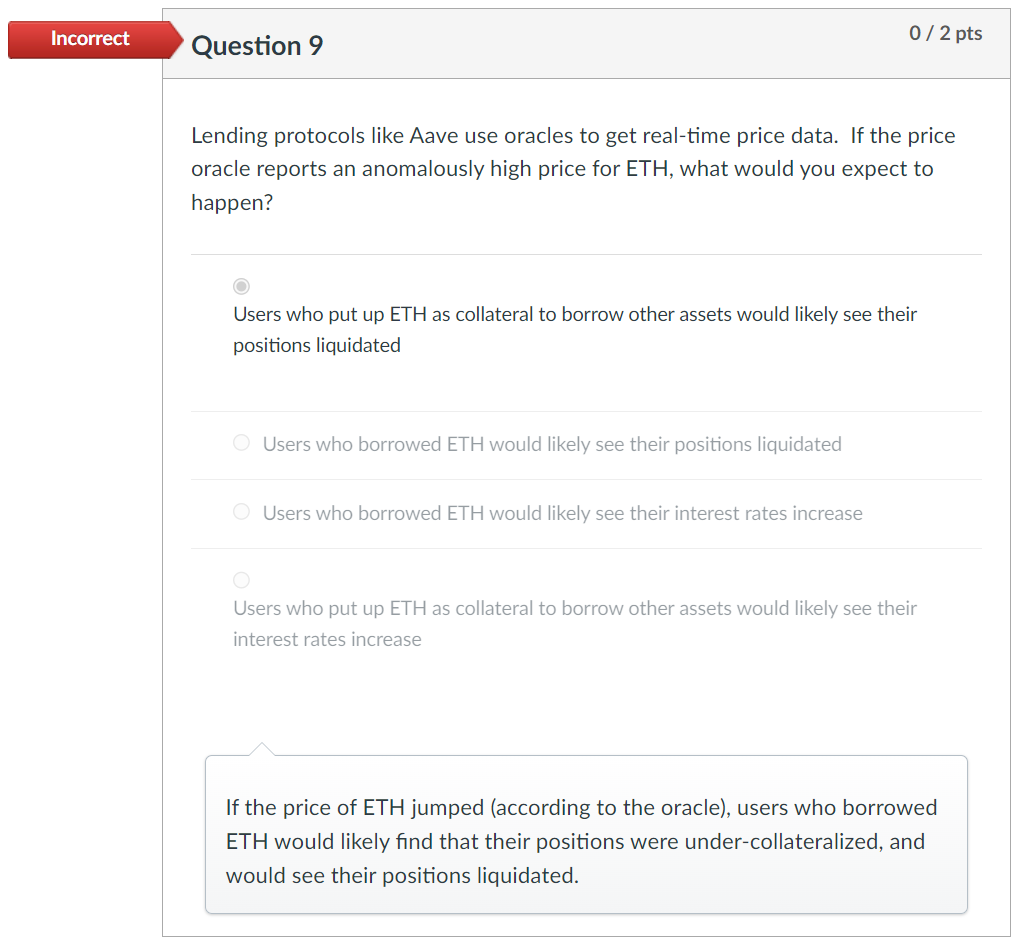 Incorrect
Question 9
0 / 2 pts
Lending protocols like Aave use oracles to get real-time price data.  If the price
oracle reports an anomalously high price for ETH, what would you expect to
happen?
Users who put up ETH as collateral to borrow other assets would likely see their
positions liquidated
Users who borrowed ETH would likely see their positions liquidated
Users who borrowed ETH would likely see their interest rates increase
Users who put up ETH as collateral to borrow other assets would likely see their
interest rates increase
If the price of ETH jumped (according to the oracle), users who borrowed
ETH would likely find that their positions were under-collateralized, and
would see their positions liquidated.